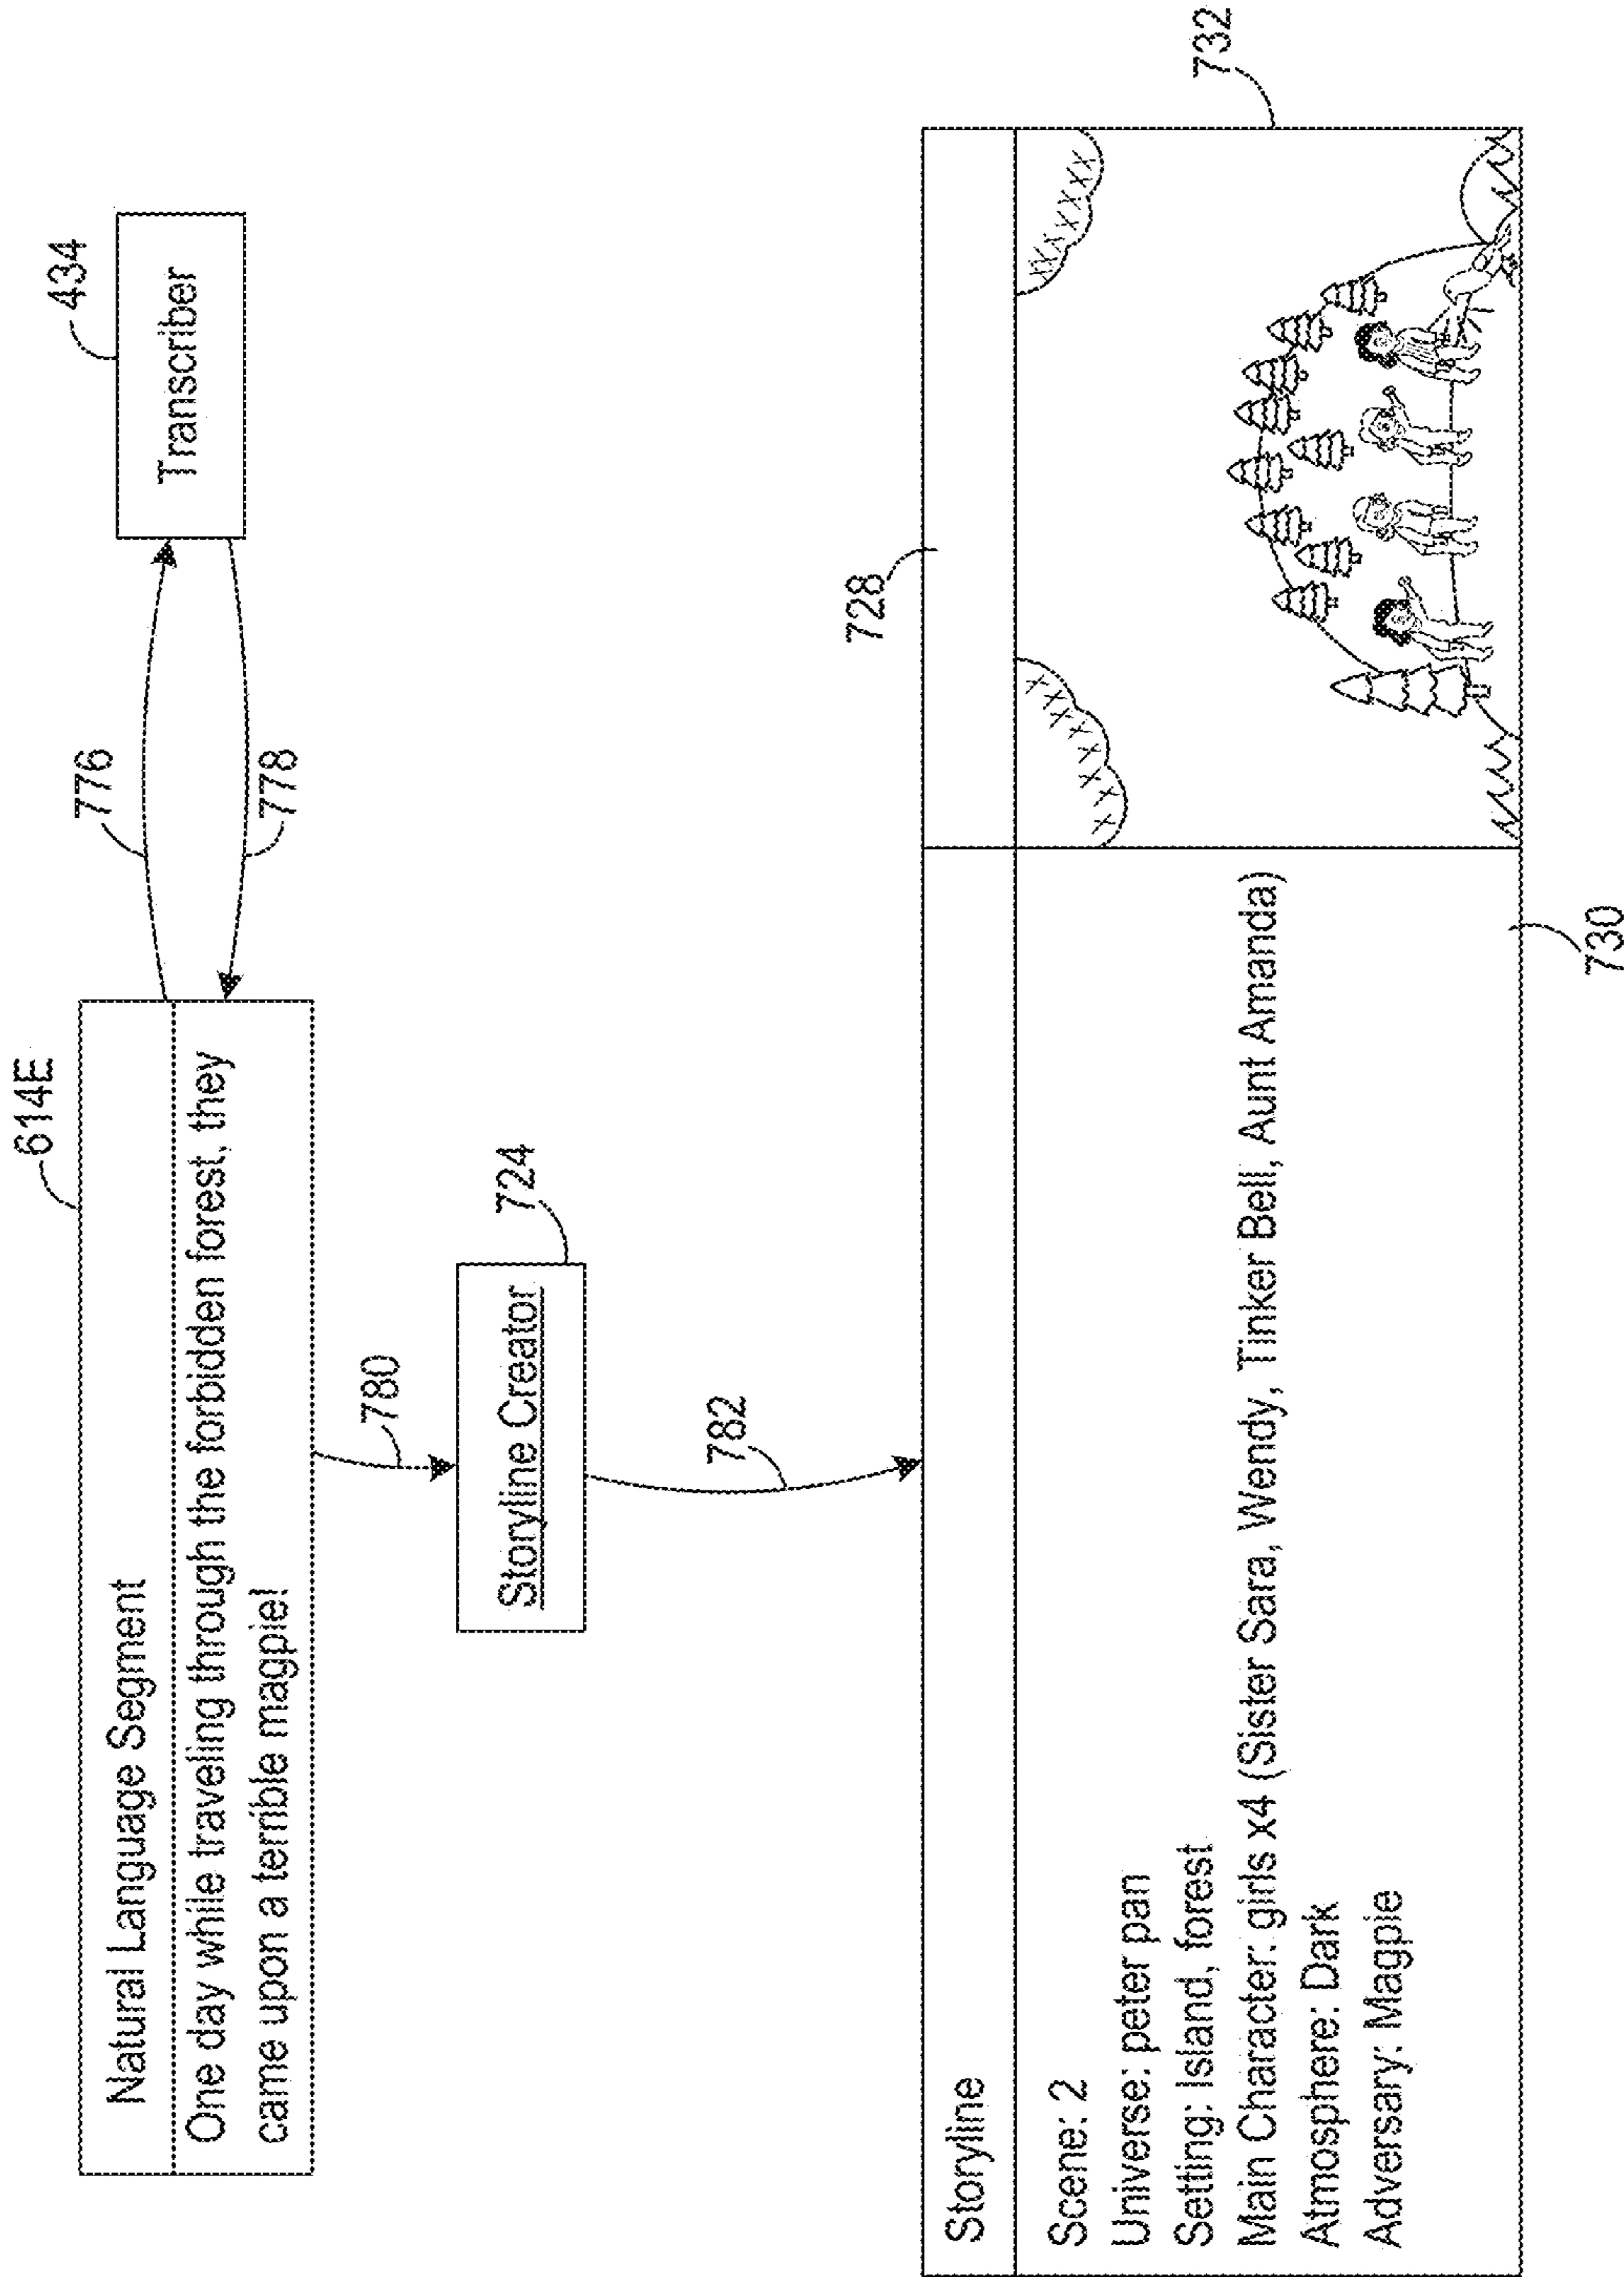 614E
Natural Language Segment
One day while traveling through the forbidden forest, they
came upon a terrible magpie!
776
778
434
Transcriber
780
Storyline Creator
724
782
728
Storyline
Scene: 2
Universe: peter pan
Setting: Island, forest
Main Character: girls x4 (Sister Sara, Wendy, Tinker Bell, Aunt Amanda)
Atmosphere: Dark
Adversary: Magpie
730
732